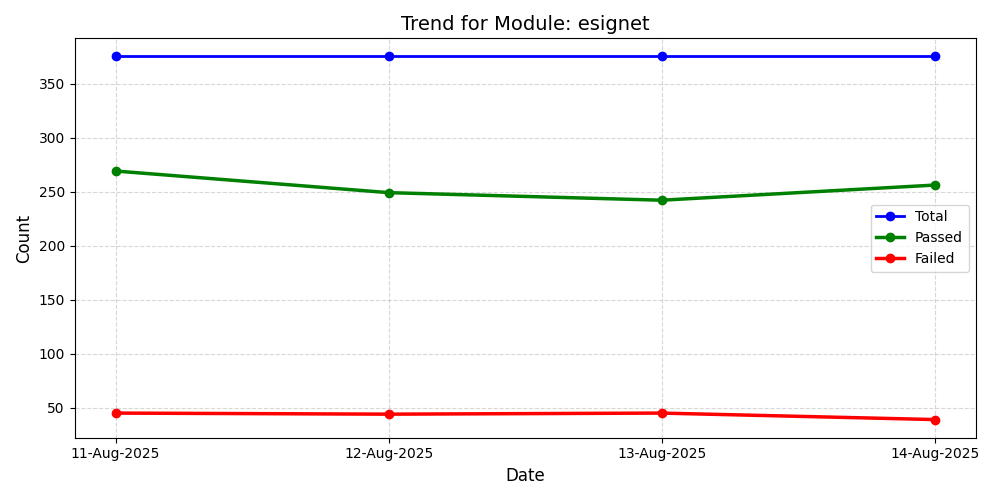 Trend for Module: esignet
Count
350
300
250
200
150
100
50
Total
Passed
Failed
11-Aug-2025 12-Aug-2025 13-Aug-2025 14-Aug-2025
Date